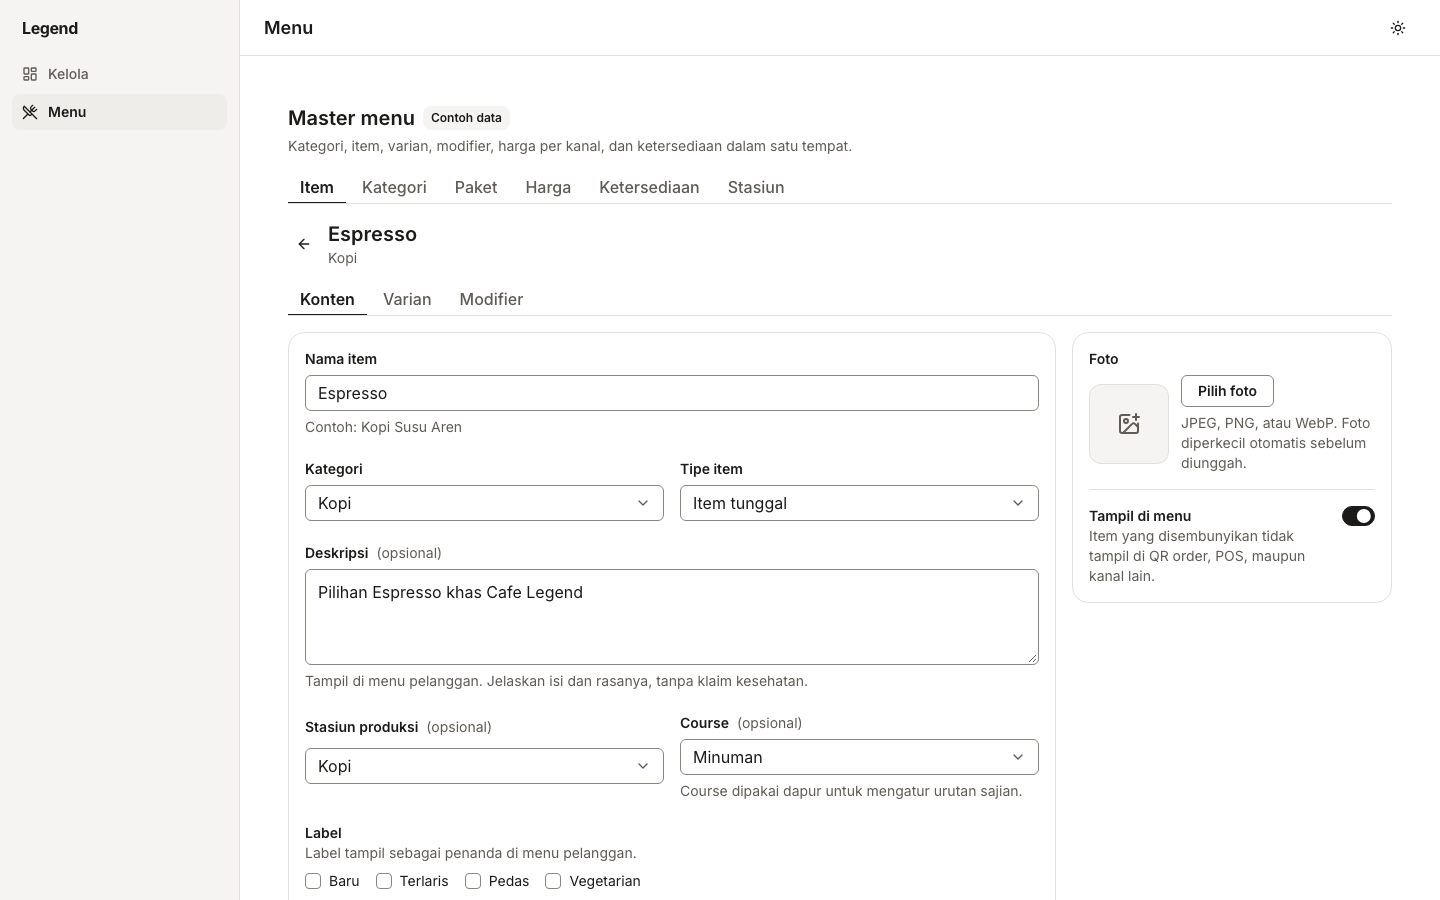 Legend
Menu
Kelola
Menu
Master menu
Contoh data
Kategori, item, varian, modifier, harga per kanal, dan ketersediaan dalam satu tempat.
Item Kategori Paket Harga Ketersediaan Stasiun
Espresso
Kopi
Konten Varian Modifier
Nama item
Espresso
Contoh: Kopi Susu Aren
Kategori
Kopi
Tipe item
Item tunggal
Deskripsi (opsional)
Pilihan Espresso khas Cafe Legend
Tampil di menu pelanggan. Jelaskan isi dan rasanya, tanpa klaim kesehatan.
Stasiun produksi (opsional)
Kopi
Course (opsional)
Minuman
Course dipakai dapur untuk mengatur urutan sajian.
Label
Label tampil sebagai penanda di menu pelanggan.
Baru Terlaris Pedas Vegetarian
Foto
Pilih foto
JPEG, PNG, atau WebP. Foto
diperkecil otomatis sebelum
diunggah.
Tampil di menu
Item yang disembunyikan tidak
tampil di QR order, POS, maupun
kanal lain.